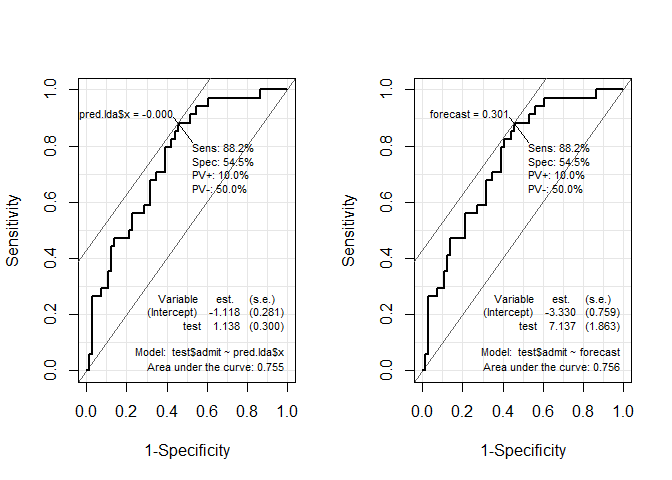 pred.lda$x = -0.000
Sens: 88.2%
Spec: 54.5%
PV+: 10.0%
PV-: 50.0%
Variable est. (s.e.)
(Intercept) -1.118 (0.281)
test 1.138 (0.300)
Model: test$admit ~ pred.lda$x
Area under the curve: 0.755
0.0 0.2 0.4 0.6 0.8 1.0
0.0 0.2 0.4 0.6 0.8 1.0
1-Specificity
Sensitivity
forecast = 0.301
Sens: 88.2%
Spec: 54.5%
PV+: 10.0%
PV-: 50.0%
Variable est. (s.e.)
(Intercept) -3.330 (0.759)
test 7.137 (1.863)
Model: test$admit ~ forecast
Area under the curve: 0.756
0.0 0.2 0.4 0.6 0.8 1.0
0.0 0.2 0.4 0.6 0.8 1.0
1-Specificity
Sensitivity